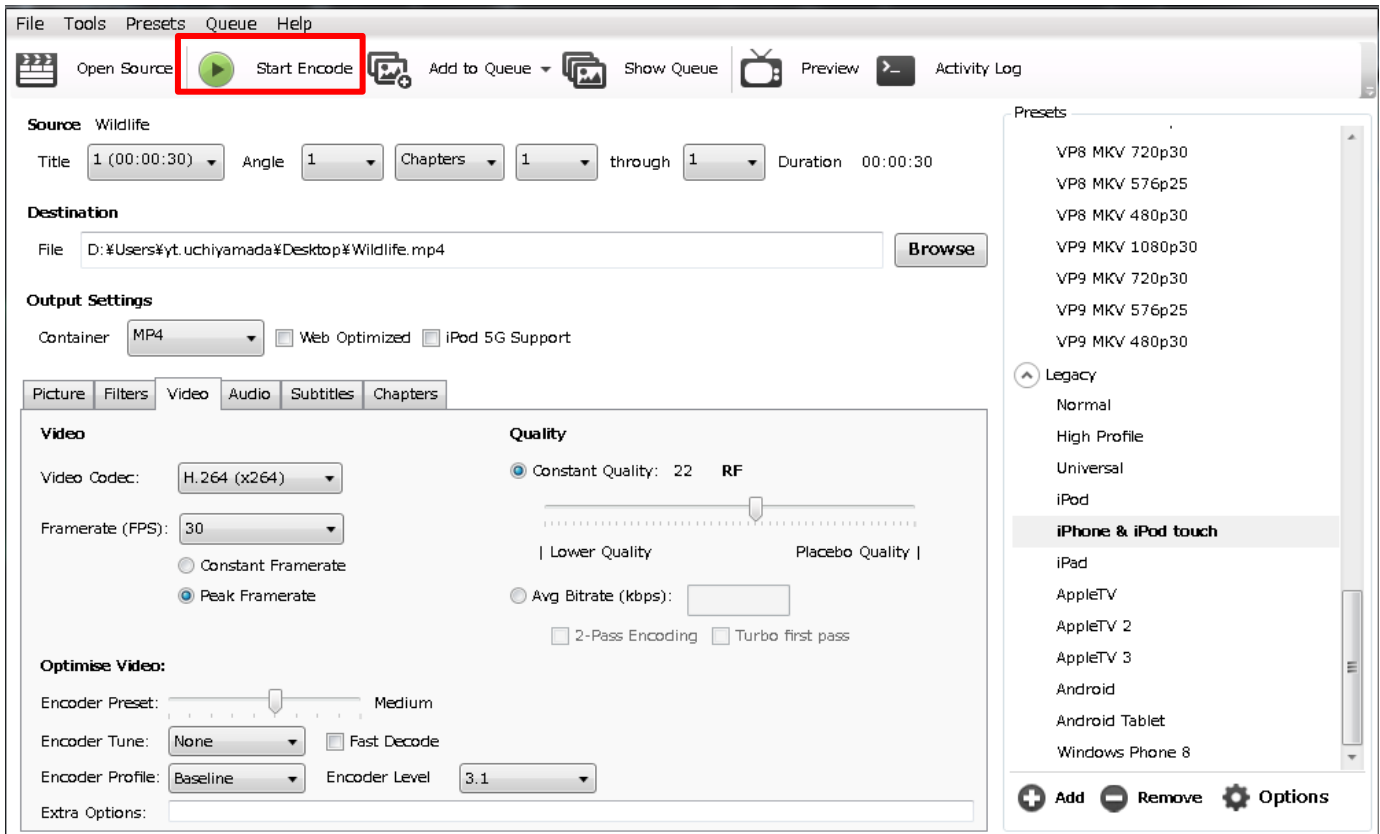 File Tools Presets Queue Help
Open Source Start Encode Add to Queue Show Queue Preview Activity Log
Source Wildlife
Title 1 (00:00:30) Angle 1 Chapters 1 through 1 Duration 00:00:30
Destination
File D:¥Users¥yt.uchiyamada¥Desktop¥Wildlife.mp4 Browse
Output Settings
Container MP4 Web Optimized iPod 5G Support
Picture Filters Video Audio Subtitles Chapters
Video
Video Codec: H.264 (x264)
Framerate (FPS): 30
Constant Framerate
Peak Framerate
Quality
Constant Quality: 22 RF
| Lower Quality Placebo Quality |
Avg Bitrate (kbps):
2-Pass Encoding Turbo first pass
Optimise Video:
Encoder Preset: Medium
Encoder Tune: None Fast Decode
Encoder Profile: Baseline Encoder Level 3.1
Extra Options:
Presets
VP8 MKV 720p30
VP8 MKV 576p25
VP8 MKV 480p30
VP9 MKV 1080p30
VP9 MKV 720p30
VP9 MKV 576p25
VP9 MKV 480p30
Legacy
Normal
High Profile
Universal
iPod
iPhone & iPod touch
iPad
AppleTV
AppleTV 2
AppleTV 3
Android
Android Tablet
Windows Phone 8
Add Remove Options